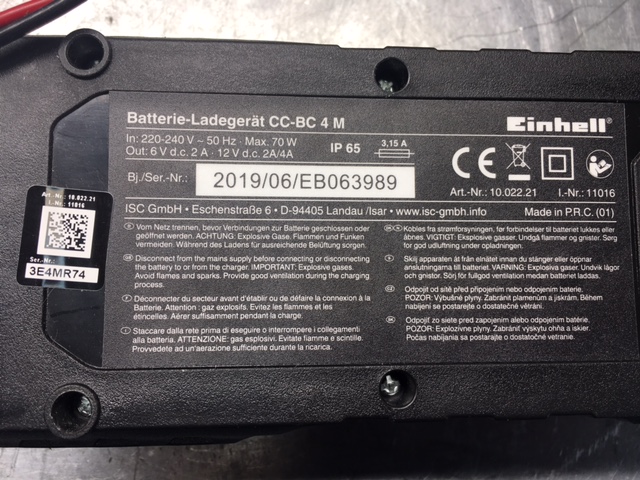 Batterie-Ladegerät CC-BC 4 M
Einhell
In: 220-240 V ~ 50 Hz · Max. 70 W
Out: 6 V d.c. 2 A · 12 V d.c. 2A/4A
IP 65
3,15 A
CE
Bj./Ser.-Nr.:
2019/06/EB063989
Art.-Nr.: 10.022.21
I.-Nr.: 11016
ISC GmbH · Eschenstraße 6 · D-94405 Landau /Isar · www.isc-gmbh.info
Made in P.R.C. (01)
Vom Netz trennen, bevor Verbindungen zur Batterie geschlossen oder
geöffnet werden. ACHTUNG: Explosive Gase. Flammen und Funken
vermeiden. Während des Ladens für ausreichende Belüftung sorgen.
Disconnect from the mains supply before connecting or disconnecting
the battery to or from the charger. IMPORTANT: Explosive gases.
Avoid flames and sparks. Provide good ventilation during the charging
process.
Déconnecter du secteur avant d'établir ou de défaire la connexion à la
Batterie. Attention : gaz explosifs. Evitez les flammes et les
étincelles. Aérer suffisamment pendant la charge.
Staccare dalla rete prima di eseguire o interrompere i collegamenti
alla batteria. ATTENZIONE: gas esplosivi. Evitate fiamme e scintille.
Provvedete ad un'aerazione sufficiente durante la ricarica.
Kobles fra strømforsyningen, før forbindelse til batteriet lukkes eller
åbnes. VIGTIGT: Eksplosive gasser. Undgå flammer og gnister. Sørg
for god udluftning under opladning.
Skilj apparaten åt från elnätet innan du stänger eller öppnar
anslutningarna till batteriet. VARNING: Explosiva gaser. Undvik lågor
och gnistor. Sörj för fullgod ventilation medan batteriet laddas.
CZ
Odpojit od sítě před připojením nebo odpojením baterie.
POZOR: Výbušné plyny. Zabránit plamenům a jiskrám. Během
nabíjení se postarejte o dostatečné větrání.
SK
Odpojiť zo siete pred zapojením alebo odpojením batérie.
POZOR: Explozívne plyny. Zabrániť výskytu ohňa a iskier.
Počas nabíjania sa postarajte o dostatočné vetranie.
Art.-Nr.: 10.022.21
I.-Nr.: 11016
Ser.-Nr.:
3E4MR74